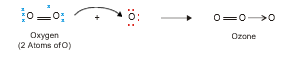 O=O + O → O=O→O
Oxygen
(2 Atoms of O)
Ozone